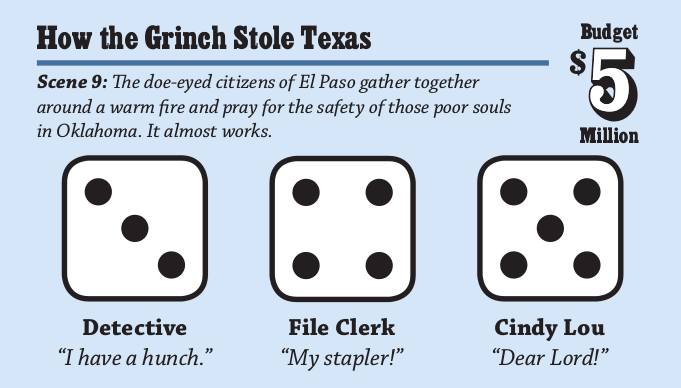 How the Grinch Stole Texas
Budget
$5
Million
Scene 9: The doe-eyed citizens of El Paso gather together
around a warm fire and pray for the safety of those poor souls
in Oklahoma. It almost works.
Detective
“I have a hunch.”
File Clerk
“My stapler!”
Cindy Lou
“Dear Lord!”